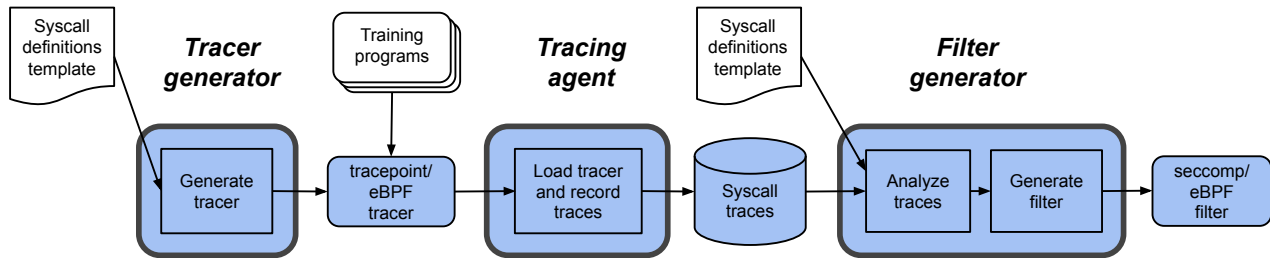 Syscall
definitions
template
Tracer
generator
Training
programs
Tracing
agent
Syscall
definitions
template
Filter
generator
Generate
tracer
tracepoint/
eBPF
tracer
Load tracer
and record
traces
Syscall
traces
Analyze
traces
Generate
filter
seccomp/
eBPF
filter